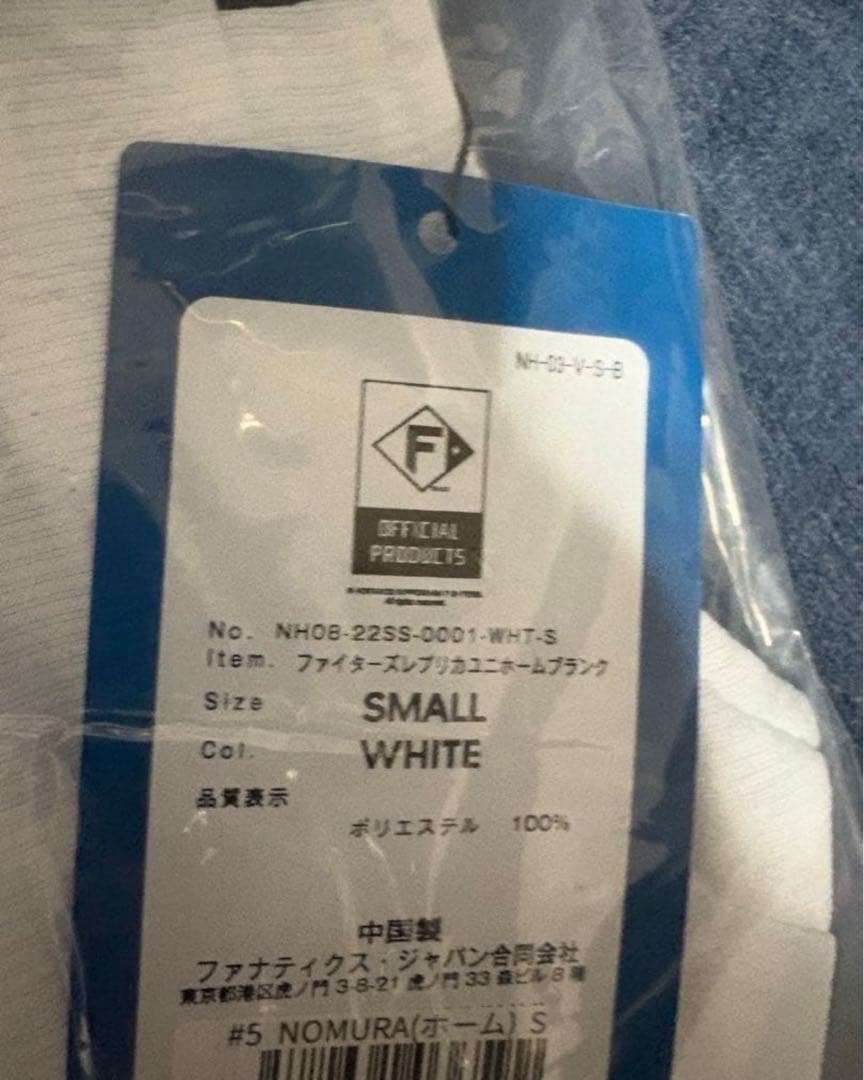 NH-03-V-S-B
F
OFFICIAL
PRODUCTS
All rights reserved.
No. NH08-22SS-0001-WHT-S
Item. ファイターズレプリカユニホームブランク
Size SMALL
Col. WHITE
品質表示
ポリエステル 100%
中国製
ファナティクス・ジャパン合同会社
東京都港区虎ノ門 3-8-21 虎ノ門 33 森ビル 8 階
#5 NOMURA(ホーム) S